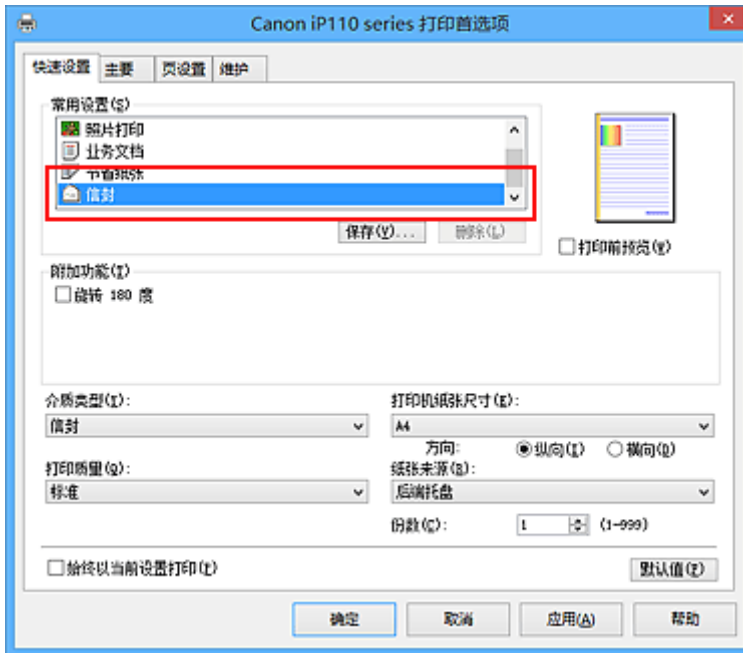 Canon iP110 series 打印首选项
快速设置 主要 页设置 维护
常用设置(S)
照片打印
业务文档
节省纸张
信封
保存(V)... 删除(L)
打印前预览(W)
附加功能(I)
旋转 180 度
介质类型(I): 打印机纸张尺寸(E):
信封 A4
方向: 纵向(I) 横向(D)
打印质量(Q): 纸张来源(B):
标准 后端托盘
份数(C): 1 (1-999)
始终以当前设置打印(P) 默认值(F)
确定 取消 应用(A) 帮助